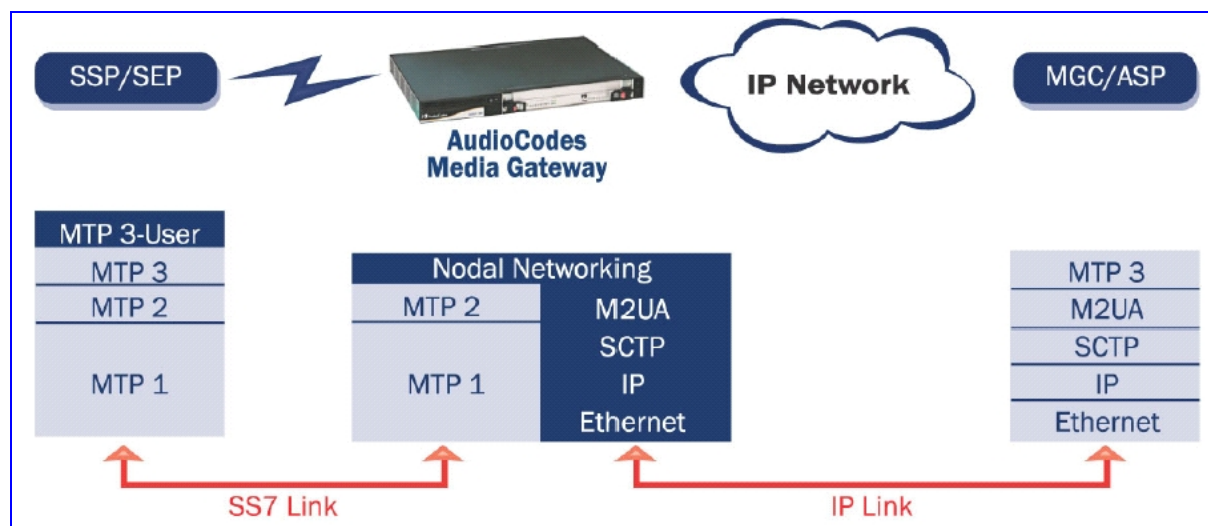 SSP/SEP
AudioCodes
Media Gateway
IP Network
MGC/ASP
MTP 3-User
MTP 3
MTP 2
MTP 1
Nodal Networking
MTP 2
MTP 1
M2UA
SCTP
IP
Ethernet
MTP 3
M2UA
SCTP
IP
Ethernet
SS7 Link
IP Link